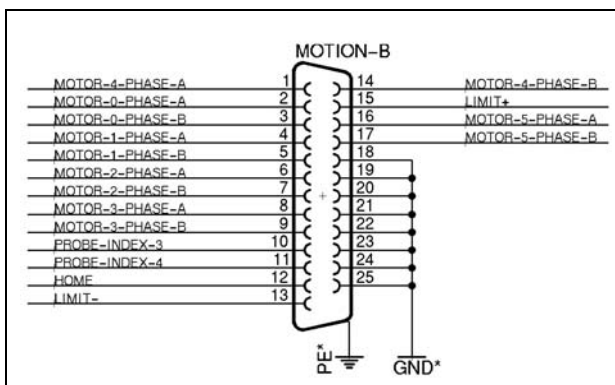 MOTION-B
MOTOR-4-PHASE-A 1 14 MOTOR-4-PHASE-B
MOTOR-0-PHASE-A 2 15 LIMIT+
MOTOR-0-PHASE-B 3 16 MOTOR-5-PHASE-A
MOTOR-1-PHASE-A 4 17 MOTOR-5-PHASE-B
MOTOR-1-PHASE-B 5 18
MOTOR-2-PHASE-A 6 19
MOTOR-2-PHASE-B 7 20
MOTOR-3-PHASE-A 8 21
MOTOR-3-PHASE-B 9 22
PROBE-INDEX-3 10 23
PROBE-INDEX-4 11 24
HOME 12 25
LIMIT- 13
PE* GND*